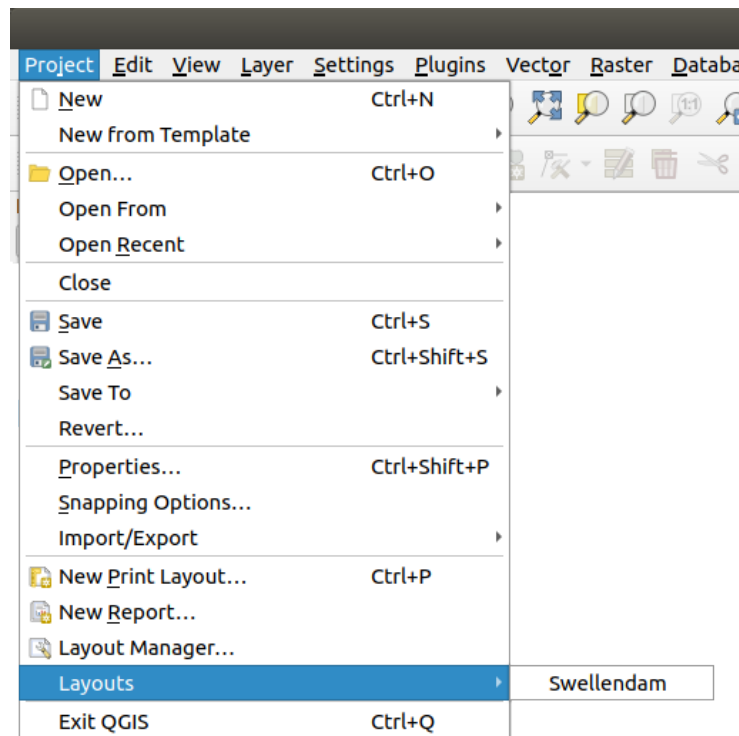 Project Edit View Layer Settings Plugins Vector Raster Databa
New Ctrl+N
New from Template
Open... Ctrl+O
Open From
Open Recent
Close
Save Ctrl+S
Save As... Ctrl+Shift+S
Save To
Revert...
Properties... Ctrl+Shift+P
Snapping Options...
Import/Export
New Print Layout... Ctrl+P
New Report...
Layout Manager...
Layouts Swellendam
Exit QGIS Ctrl+Q